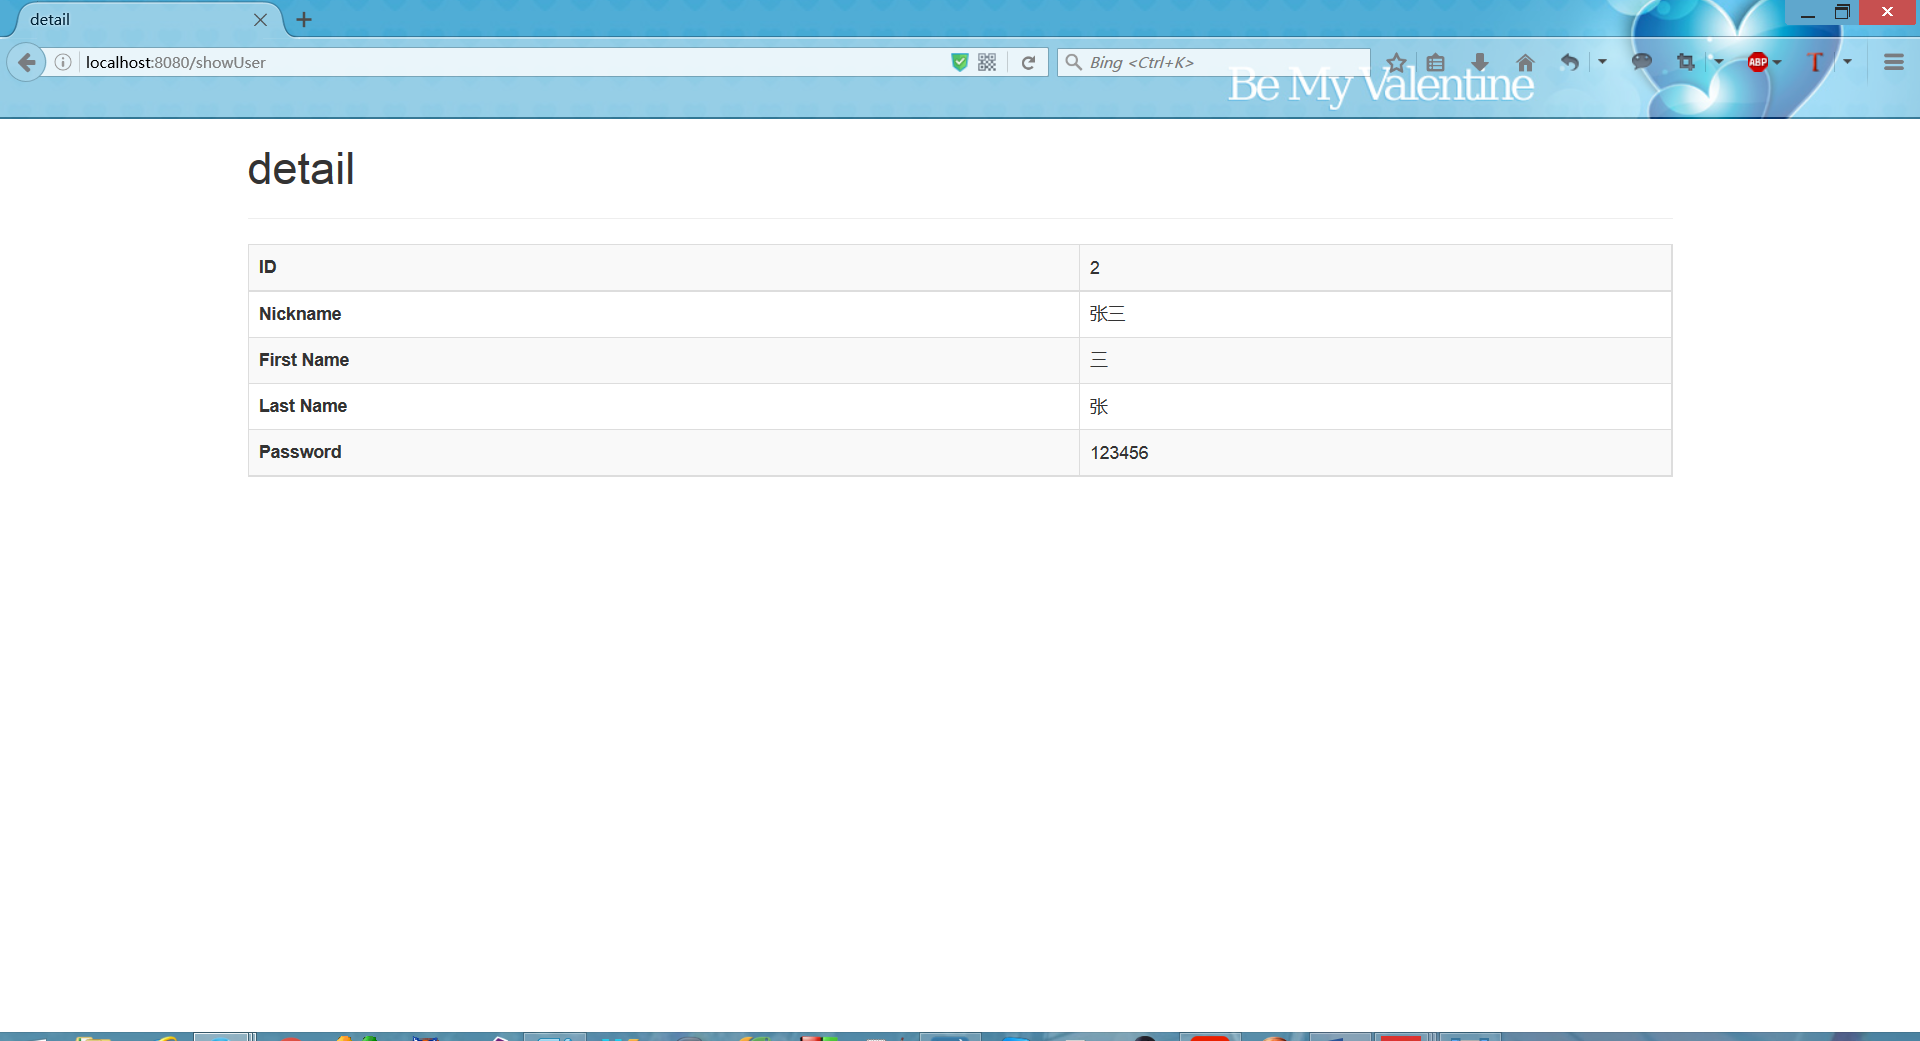 detail
localhost:8080/showUser
Bing <Ctrl+K>
ABP
T
Be My Valentine
detail
ID 2
Nickname 张三
First Name 三
Last Name 张
Password 123456